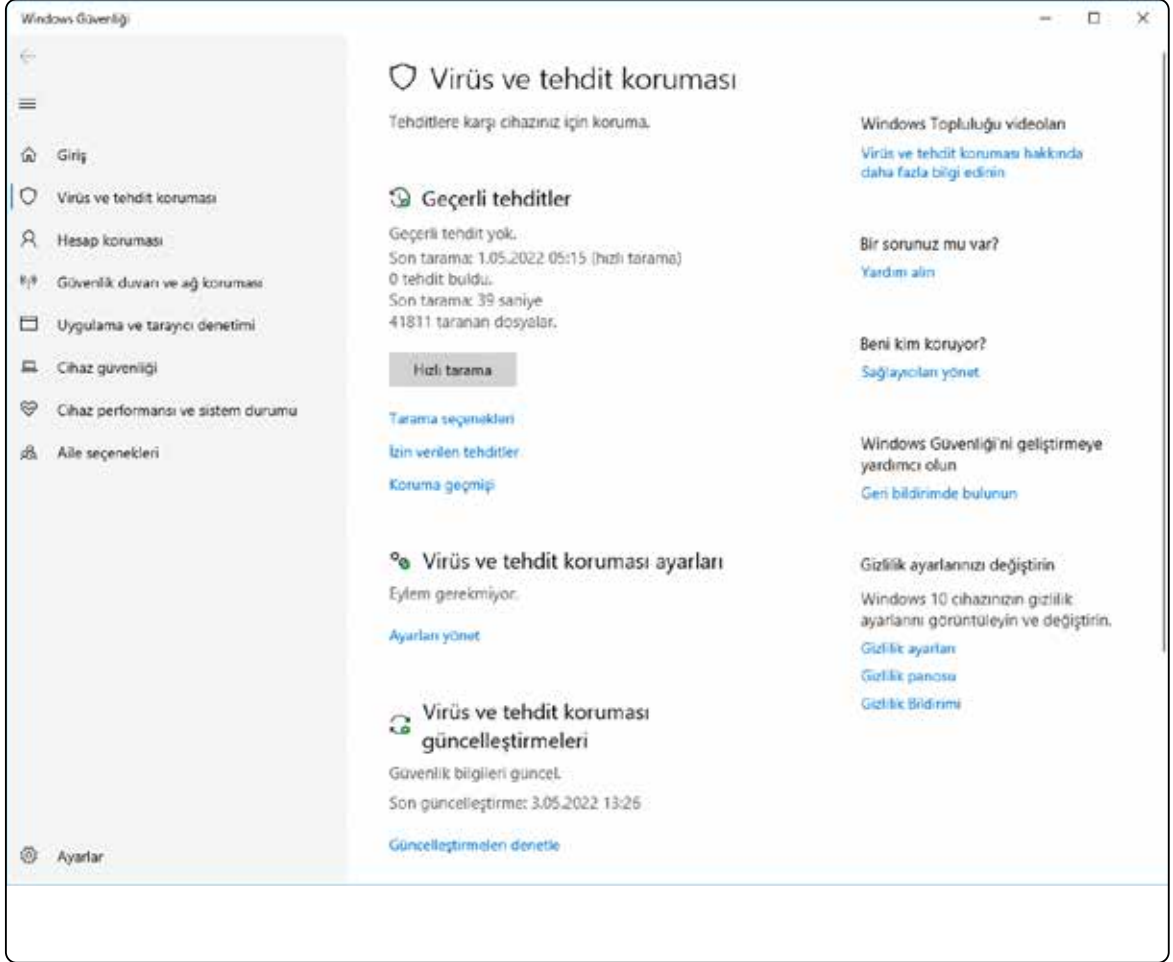 Windows Güvenliği
Giriş
Virüs ve tehdit koruması
Hesap koruması
Güvenlik duvarı ve ağ koruması
Uygulama ve tarayıcı denetimi
Cihaz güvenliği
Cihaz performansı ve sistem durumu
Aile seçenekleri
Ayarlar
Virüs ve tehdit koruması
Tehditlere karşı cihazınız için koruma.
Geçerli tehditler
Geçerli tehdit yok.
Son tarama: 1.05.2022 05:15 (hızlı tarama)
0 tehdit buldu.
Son tarama: 39 saniye
41811 taranan dosyalar.
Hızlı tarama
Tarama seçenekleri
İzin verilen tehditler
Koruma geçmişi
Virüs ve tehdit koruması ayarları
Eylem gerekmiyor.
Ayarları yönet
Virüs ve tehdit koruması
güncelleştirmeleri
Güvenlik bilgileri güncel.
Son güncelleştirme: 3.05.2022 13:26
Güncelleştirmeleri denetle
Windows Topluluğu videoları
Virüs ve tehdit koruması hakkında
daha fazla bilgi edinin
Bir sorunuz mu var?
Yardım alın
Beni kim koruyor?
Sağlayıcıları yönet
Windows Güvenliği'ni geliştirmeye
yardımcı olun
Geri bildirimde bulunun
Gizlilik ayarlarınızı değiştirin
Windows 10 cihazınızın gizlilik
ayarlarını görüntüleyin ve değiştirin.
Gizlilik ayarları
Gizlilik panosu
Gizlilik Bildirimi